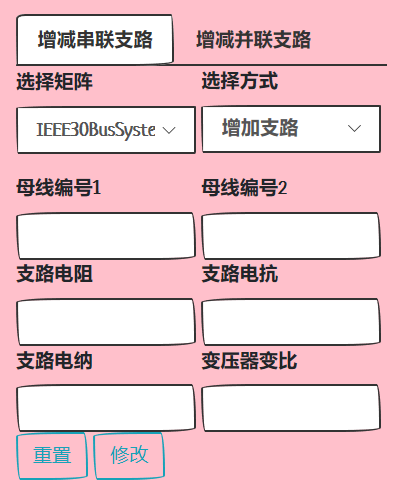 增减串联支路 增减并联支路
选择矩阵 选择方式
IEEE30BusSyste 增加支路
母线编号1 母线编号2
支路电阻 支路电抗
支路电纳 变压器变比
重置 修改